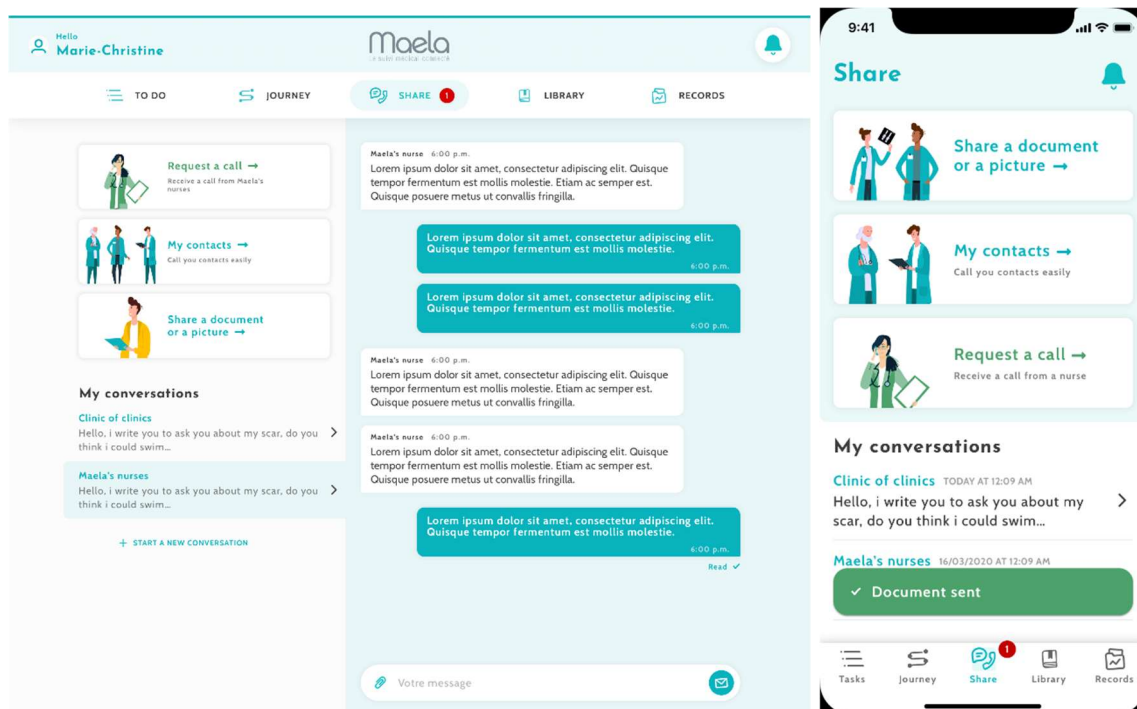 Hello
Marie-Christine
Maela
Le suivi médical connecté
TO DO
JOURNEY
SHARE 1
LIBRARY
RECORDS
Request a call →
Receive a call from Maela's
nurses
My contacts →
Call you contacts easily
Share a document
or a picture →
My conversations
Clinic of clinics
Hello, i write you to ask you about my scar, do you
think i could swim...
Maela's nurses
Hello, i write you to ask you about my scar, do you
think i could swim...
+ START A NEW CONVERSATION
Maela's nurse 6:00 p.m.
Lorem ipsum dolor sit amet, consectetur adipiscing elit. Quisque
tempor fermentum est mollis molestie. Etiam ac semper est.
Quisque posuere metus ut convallis fringilla.
Lorem ipsum dolor sit amet, consectetur adipiscing elit.
Quisque tempor fermentum est mollis molestie.
6:00 p.m.
Lorem ipsum dolor sit amet, consectetur adipiscing elit.
Quisque tempor fermentum est mollis molestie.
6:00 p.m.
Maela's nurse 6:00 p.m.
Lorem ipsum dolor sit amet, consectetur adipiscing elit. Quisque
tempor fermentum est mollis molestie. Etiam ac semper est.
Quisque posuere metus ut convallis fringilla.
Maela's nurse 6:00 p.m.
Lorem ipsum dolor sit amet, consectetur adipiscing elit. Quisque
tempor fermentum est mollis molestie. Etiam ac semper est.
Quisque posuere metus ut convallis fringilla.
Lorem ipsum dolor sit amet, consectetur adipiscing elit.
Quisque tempor fermentum est mollis molestie.
6:00 p.m.
Read ✓
Votre message
9:41
Share
Share a document
or a picture →
My contacts →
Call you contacts easily
Request a call →
Receive a call from a nurse
My conversations
Clinic of clinics TODAY AT 12:09 AM
Hello, i write you to ask you about my
scar, do you think i could swim...
Maela's nurses 16/03/2020 AT 12:09 AM
✓ Document sent
1
Tasks
Journey
Share
Library
Records